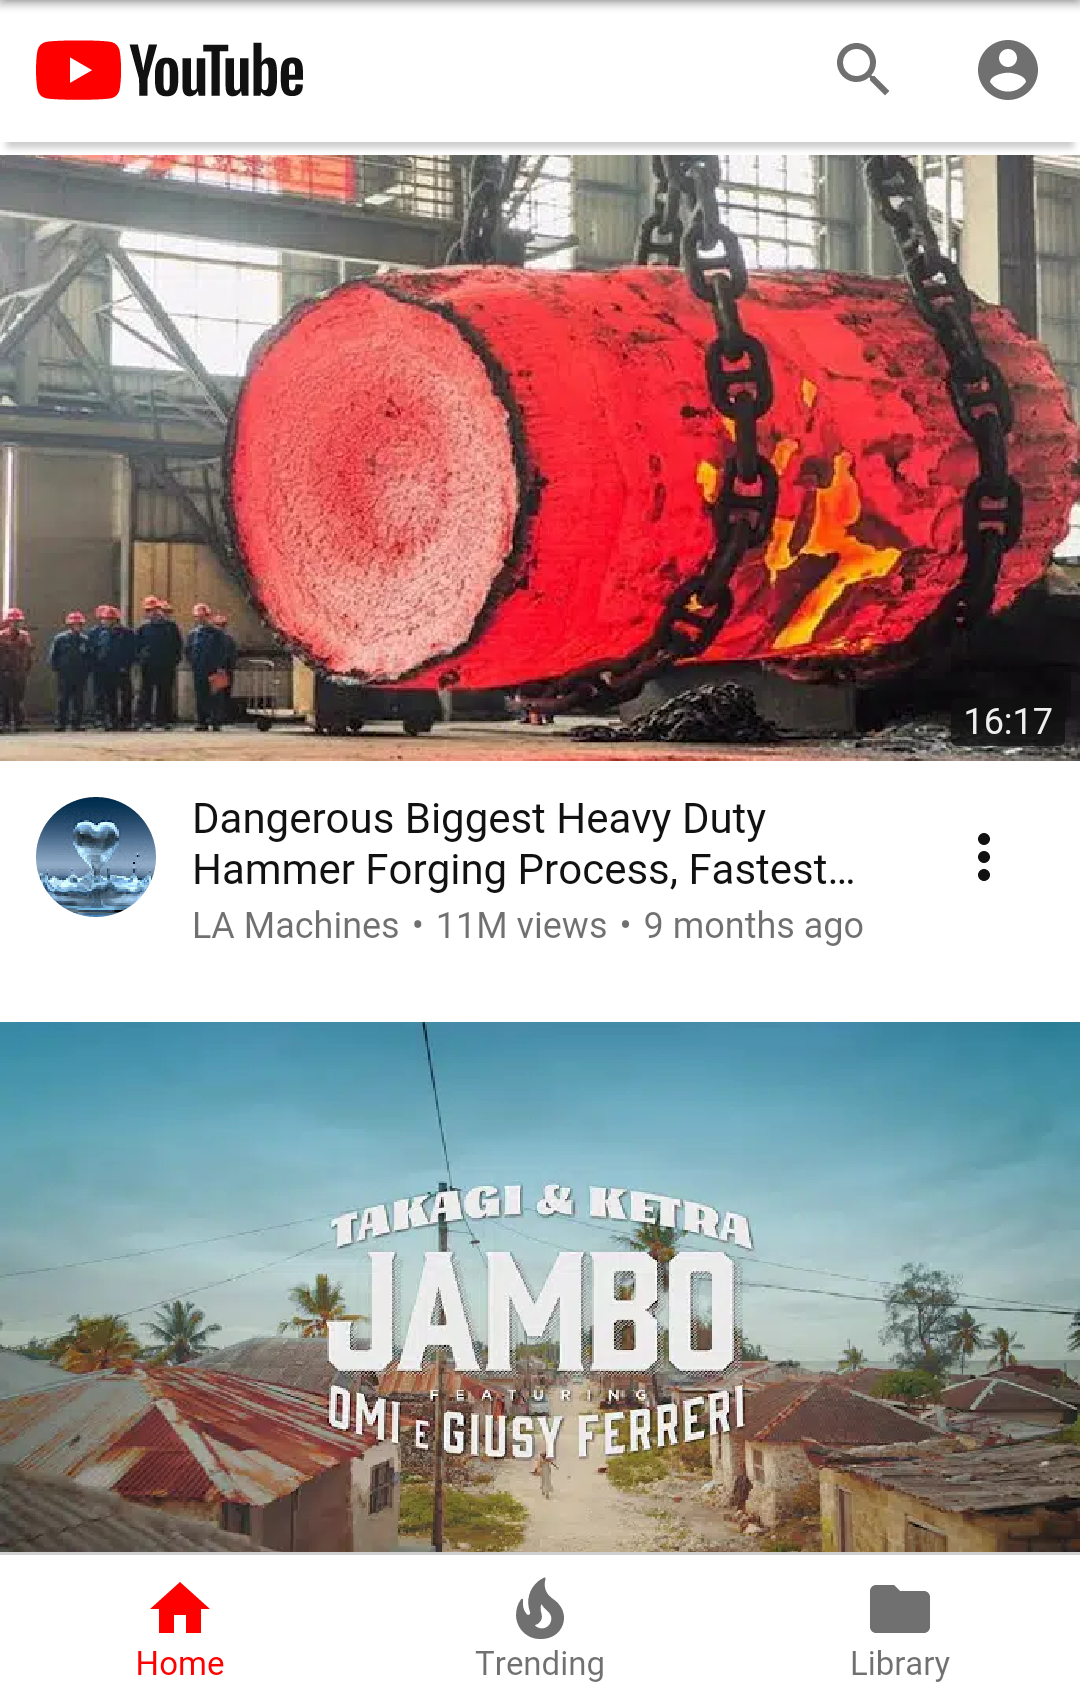 YouTube
16:17
Dangerous Biggest Heavy Duty
Hammer Forging Process, Fastest...
LA Machines • 11M views • 9 months ago
TAKAGI & KETRA
JAMBO
FEATURING
OMI E GIUSY FERRERI
Home
Trending
Library